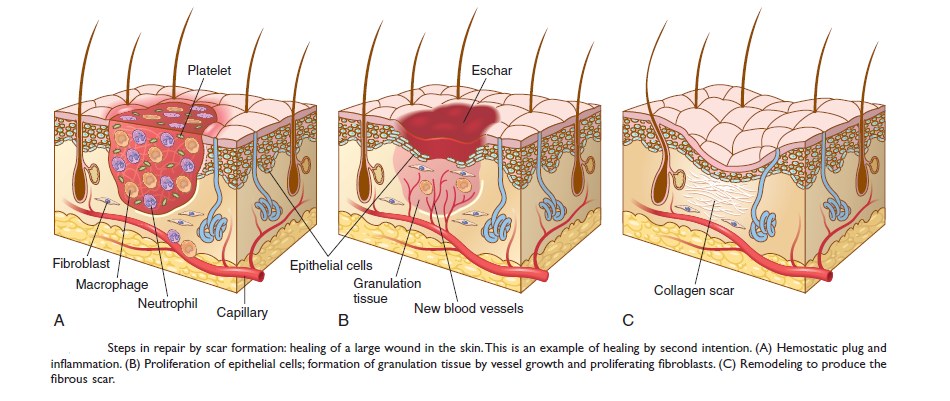 Platelet
Eschar
Fibroblast
Macrophage
Neutrophil
Capillary
Epithelial cells
Granulation
tissue
New blood vessels
Collagen scar
A
B
C
Steps in repair by scar formation: healing of a large wound in the skin. This is an example of healing by second intention. (A) Hemostatic plug and
inflammation. (B) Proliferation of epithelial cells; formation of granulation tissue by vessel growth and proliferating fibroblasts. (C) Remodeling to produce the
fibrous scar.